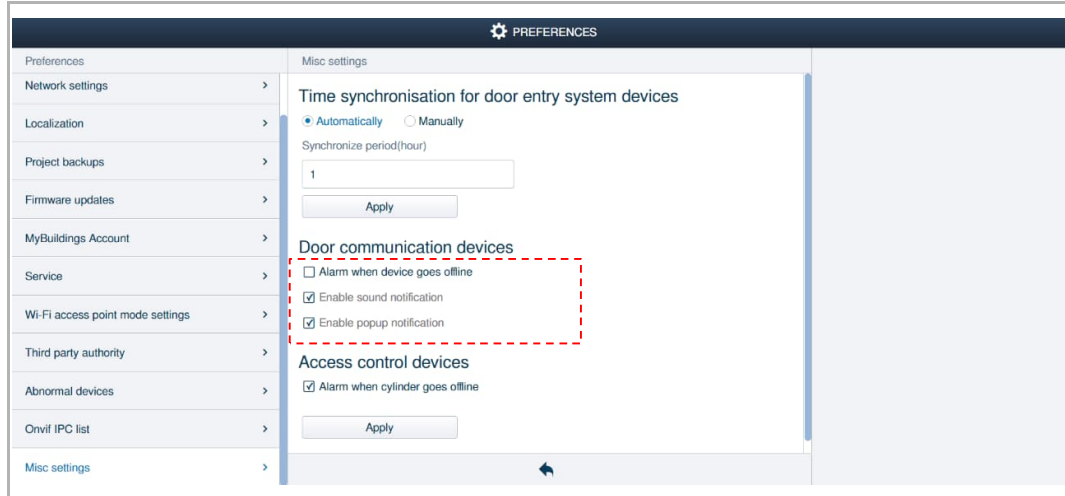 PREFERENCES
Preferences
Network settings
Localization
Project backups
Firmware updates
MyBuildings Account
Service
Wi-Fi access point mode settings
Third party authority
Abnormal devices
Onvif IPC list
Misc settings
Misc settings
Time synchronisation for door entry system devices
Automatically Manually
Synchronize period(hour)
1
Apply
Door communication devices
Alarm when device goes offline
Enable sound notification
Enable popup notification
Access control devices
Alarm when cylinder goes offline
Apply